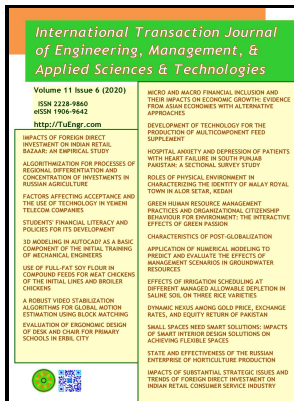 International Transaction Journal
of Engineering, Management, &
Applied Sciences & Technologies
Volume 11 Issue 6 (2020)
ISSN 2228-9860
eISSN 1906-9642
http://TuEngr.com
IMPACTS OF FOREIGN DIRECT
INVESTMENT ON INDIAN RETAIL
BAZAAR: AN EMPIRICAL STUDY
ALGORITHMIZATION FOR PROCESSES OF
REGIONAL DIFFERENTIATION AND
CONCENTRATION OF INVESTMENTS IN
RUSSIAN AGRICULTURE
FACTORS AFFECTING ACCEPTANCE AND
THE USE OF TECHNOLOGY IN YEMEN
TELECOM COMPANIES
STUDENTS' FINANCIAL LITERACY AND
POLICIES FOR ITS DEVELOPMENT
3D MODELING IN AUTOCAD? AS A BASIC
COMPONENT OF THE INITIAL TRAINING
OF MECHANICAL ENGINEERS
USE OF FULL-FAT SOY FLOUR IN
COMPOUND FEEDS FOR MEAT CHICKENS
OF THE INITIAL LINES AND BROILER
CHICKENS
A ROBUST VIDEO STABILIZATION
ALGORITHMS FOR GLOBAL MOTION
ESTIMATION USING BLOCK MATCHING
EVALUATION OF ERGONOMIC DESIGN
OF DESK AND CHAIR FOR PRIMARY
SCHOOLS IN ERBIL CITY
MICRO AND MACRO FINANCIAL INCLUSION AND
THEIR IMPACTS ON ECONOMIC GROWTH: EVIDENCE
FROM ASIAN ECONOMIES WITH ALTERNATIVE
APPROACHES
DEVELOPMENT OF TECHNOLOGY FOR THE
PRODUCTION OF MULTICOMPONENT FEED
SUPPLEMENT
HOSPITAL ANXIETY AND DEPRESSION OF PATIENTS
WITH HEART FAILURE IN SOUTH PUNJAB
PAKISTAN: A SECTIONAL SURVEY STUDY
ROLES OF PHYSICAL ENVIRONMENT IN
CHARACTERIZING THE IDENTITY OF MALAY ROYAL
TOWN IN ALOR SETAR, KEDAH
GREEN HUMAN RESOURCE MANAGEMENT
PRACTICES AND ORGANIZATIONAL CITIZENSHIP
BEHAVIOUR FOR ENVIRONMENT: THE INTERACTIVE
EFFECTS OF GREEN PASSION
CHARACTERISTICS OF POST-GLOBALIZATION
APPLICATION OF NUMERICAL MODELING TO
PREDICT AND EVALUATE THE EFFECTS OF
MANAGEMENT SCENARIOS IN GROUNDWATER
RESOURCES
EFFECTS OF IRRIGATION SCHEDULING AT
DIFFERENT MANAGED ALLOWABLE DEPLETION IN
SALINE SOIL ON THREE RICE VARIETIES
DYNAMIC NEXUS AMONG GOLD PRICE, EXCHANGE
RATES, AND EQUITY RETURN OF PAKISTAN
SMALL SPACES NEED SMART SOLUTIONS: IMPACTS
OF SMART INTERIOR DESIGN SOLUTIONS ON
ACHIEVING FLEXIBLE SPACES
STATE AND EFFECTIVENESS OF THE RUSSIAN
ENTERPRISE OF HORTICULTURE PRODUCTION
IMPACTS OF SUBSTANTIAL STRATEGIC ISSUES AND
TRENDS OF FOREIGN DIRECT INVESTMENT ON
INDIAN RETAIL CONSUMER SERVICE INDUSTRY